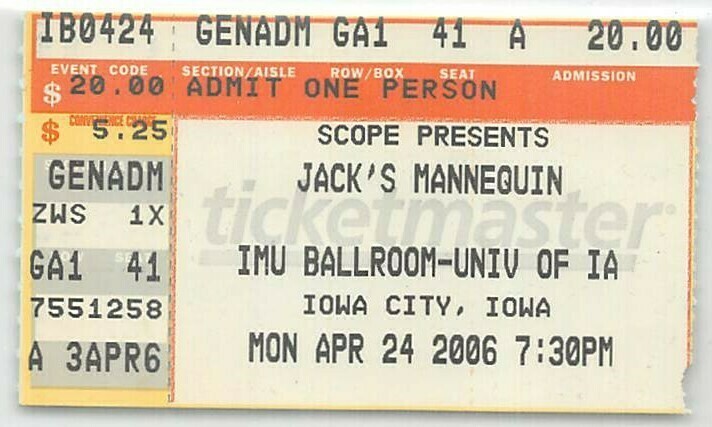 IB0424 GENADM GA1 41 A 20.00
EVENT CODE SECTION/AISLE ROW/BOX SEAT ADMISSION
$ 20.00 ADMIT ONE PERSON
CONVENIENCE CHARGE
$ 5.25
SCOPE PRESENTS
GENADM
JACK'S MANNEQUIN
ticketmaster
ZWS 1X
GA1 41
IMU BALLROOM-UNIV OF IA
7551258
IOWA CITY, IOWA
A 3APR6
MON APR 24 2006 7:30PM